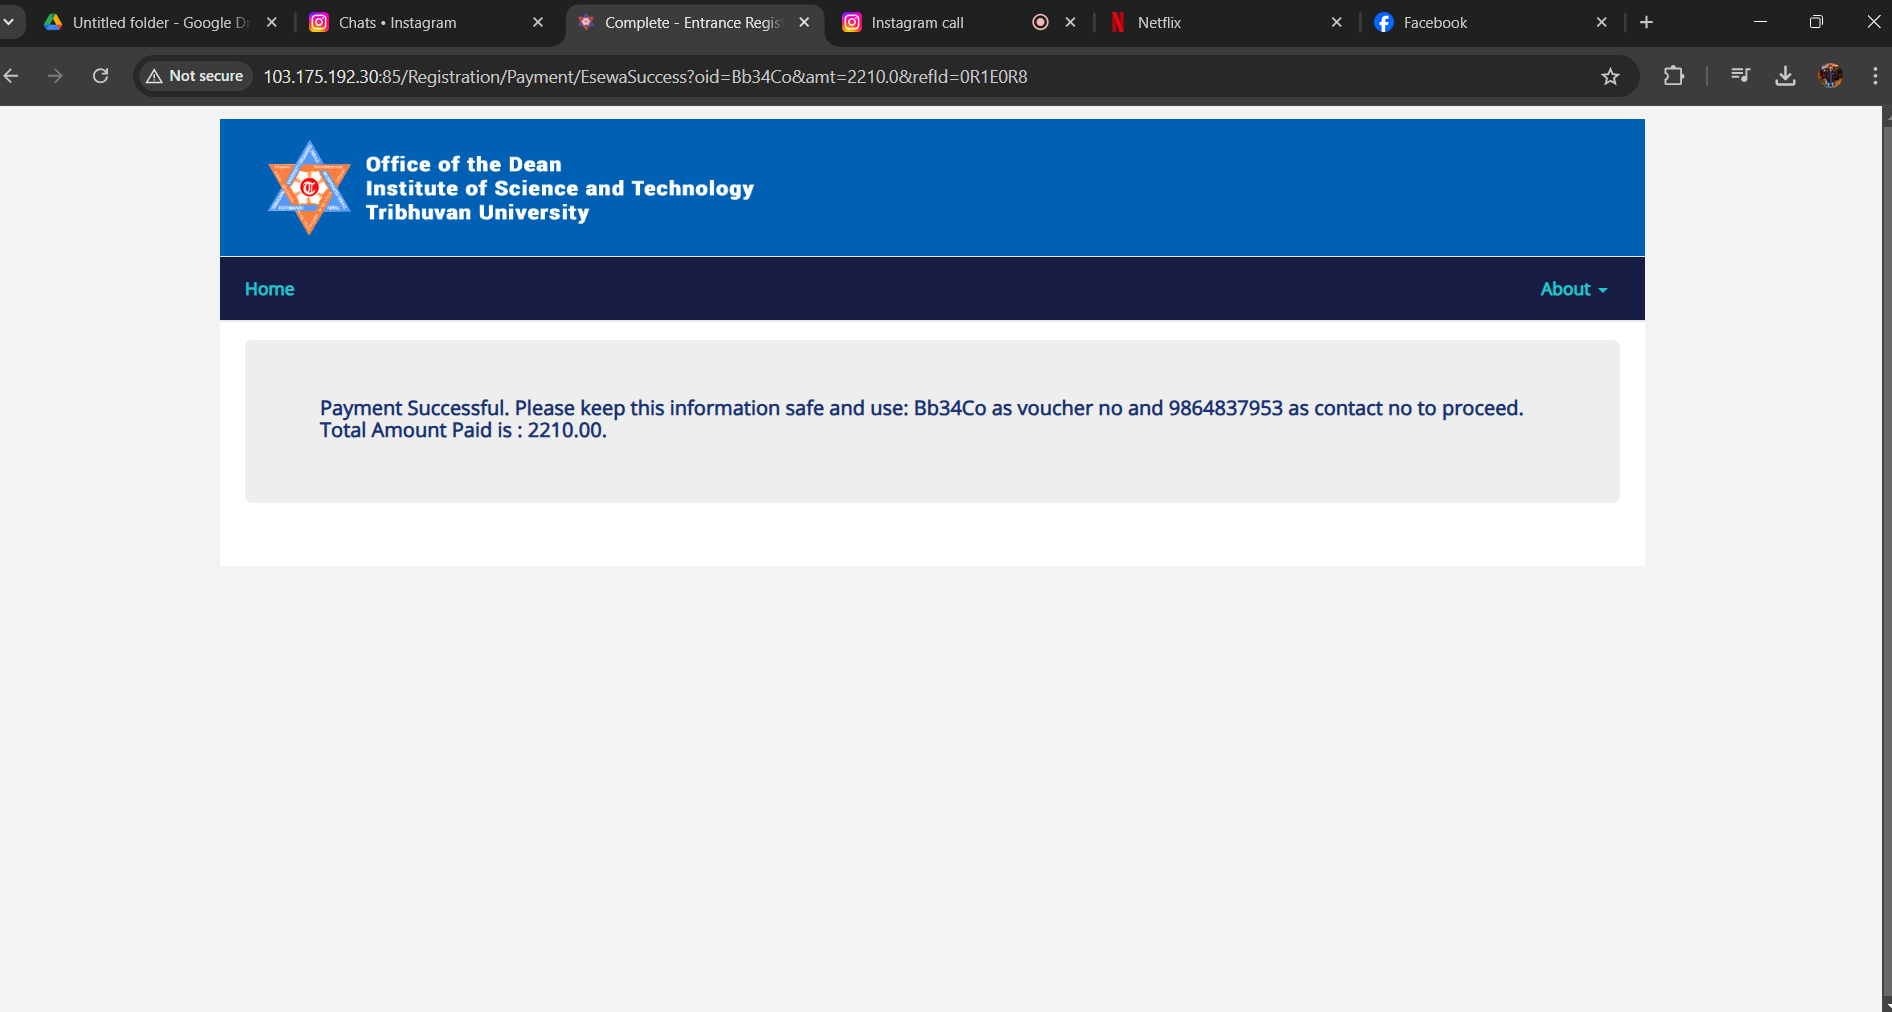 Untitled folder - Google Dr
Chats • Instagram
Complete - Entrance Regis
Instagram call
Netflix
Facebook
Not secure
103.175.192.30:85/Registration/Payment/EsewaSuccess?oid=Bb34Co&amt=2210.0&refId=0R1E0R8
Office of the Dean
Institute of Science and Technology
Tribhuvan University
Home
About
Payment Successful. Please keep this information safe and use: Bb34Co as voucher no and 9864837953 as contact no to proceed.
Total Amount Paid is : 2210.00.